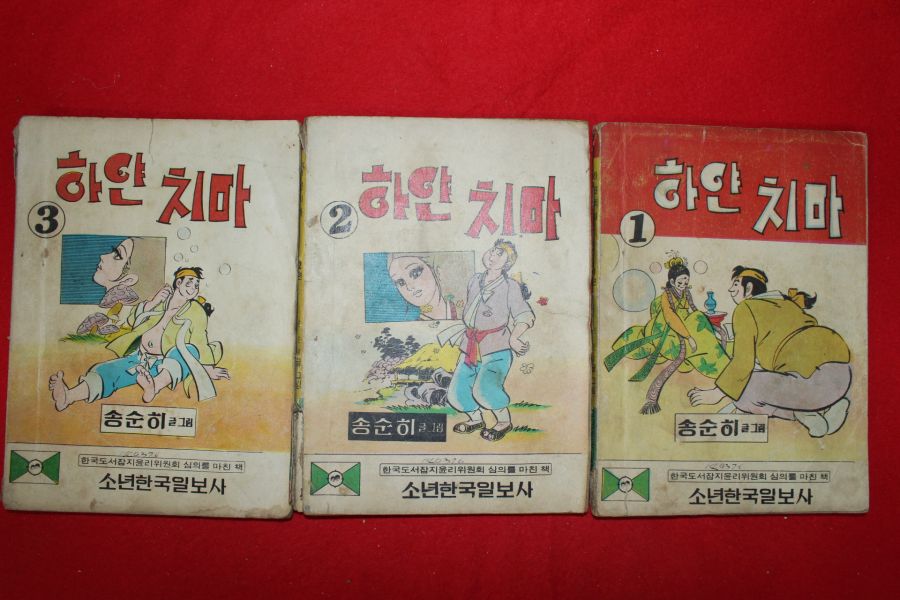 하얀 치마
3
송순히 글 그림
한국도서잡지윤리위원회 심의를 마친 책
소년한국일보사
하얀 치마
2
송순히 글 그림
한국도서잡지윤리위원회 심의를 마친 책
소년한국일보사
하얀 치마
1
송순히 글 그림
한국도서잡지윤리위원회 심의를 마친 책
소년한국일보사